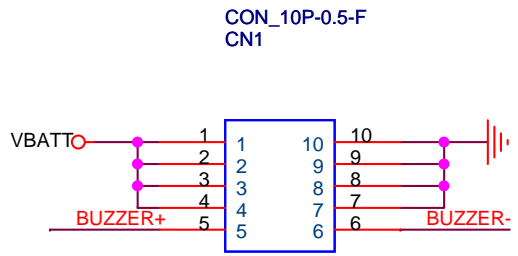 CON_10P-0.5-F
CN1
VBATT 1 1 10 10
2 2 9 9
3 3 8 8
4 4 7 7
BUZZER+ 5 5 6 6 BUZZER-